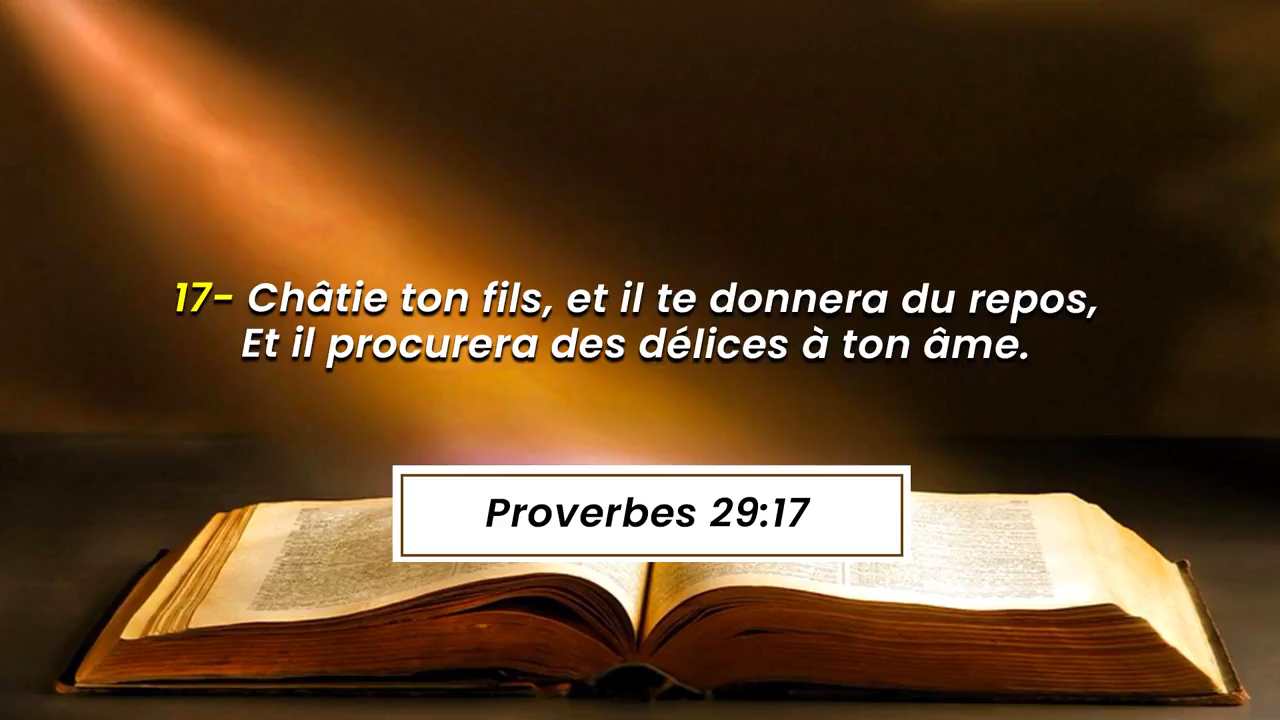 17- Châtie ton fils, et il te donnera du repos,
Et il procurera des délices à ton âme.
Proverbes 29:17